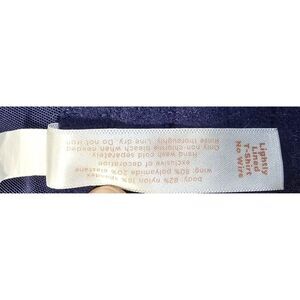 Lightly
Lined
T-Shirt
No Wire
body: 82% nylon 18% spandex
wing: 80% polyamide 20% elastane
exclusive of decoration
Hand wash cold separately.
Only non-chlorine bleach when needed
Rinse thoroughly. Line dry. Do not iron